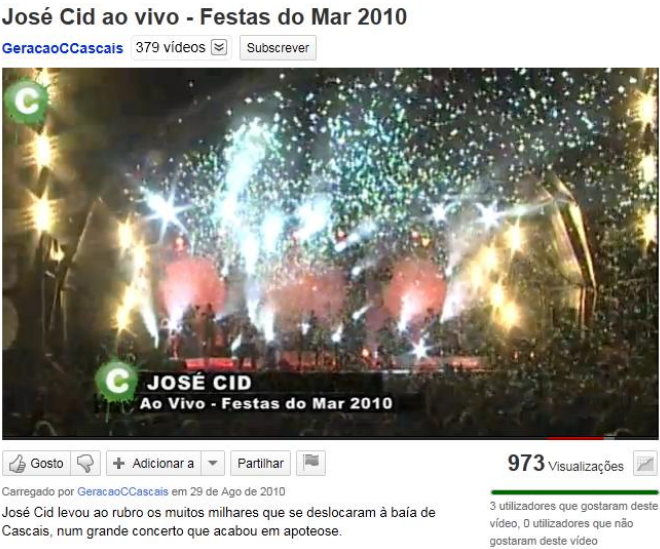 José Cid ao vivo - Festas do Mar 2010
GeracaoCCascais 379 vídeos Subscrever
C
C JOSÉ CID
Ao Vivo - Festas do Mar 2010
Gosto + Adicionar a Partilhar 973 Visualizações
Carregado por GeracaoCCascais em 29 de Ago de 2010
José Cid levou ao rubro os muitos milhares que se deslocaram à baía de
Cascais, num grande concerto que acabou em apoteose.
3 utilizadores que gostaram deste
vídeo, 0 utilizadores que não
gostaram deste vídeo